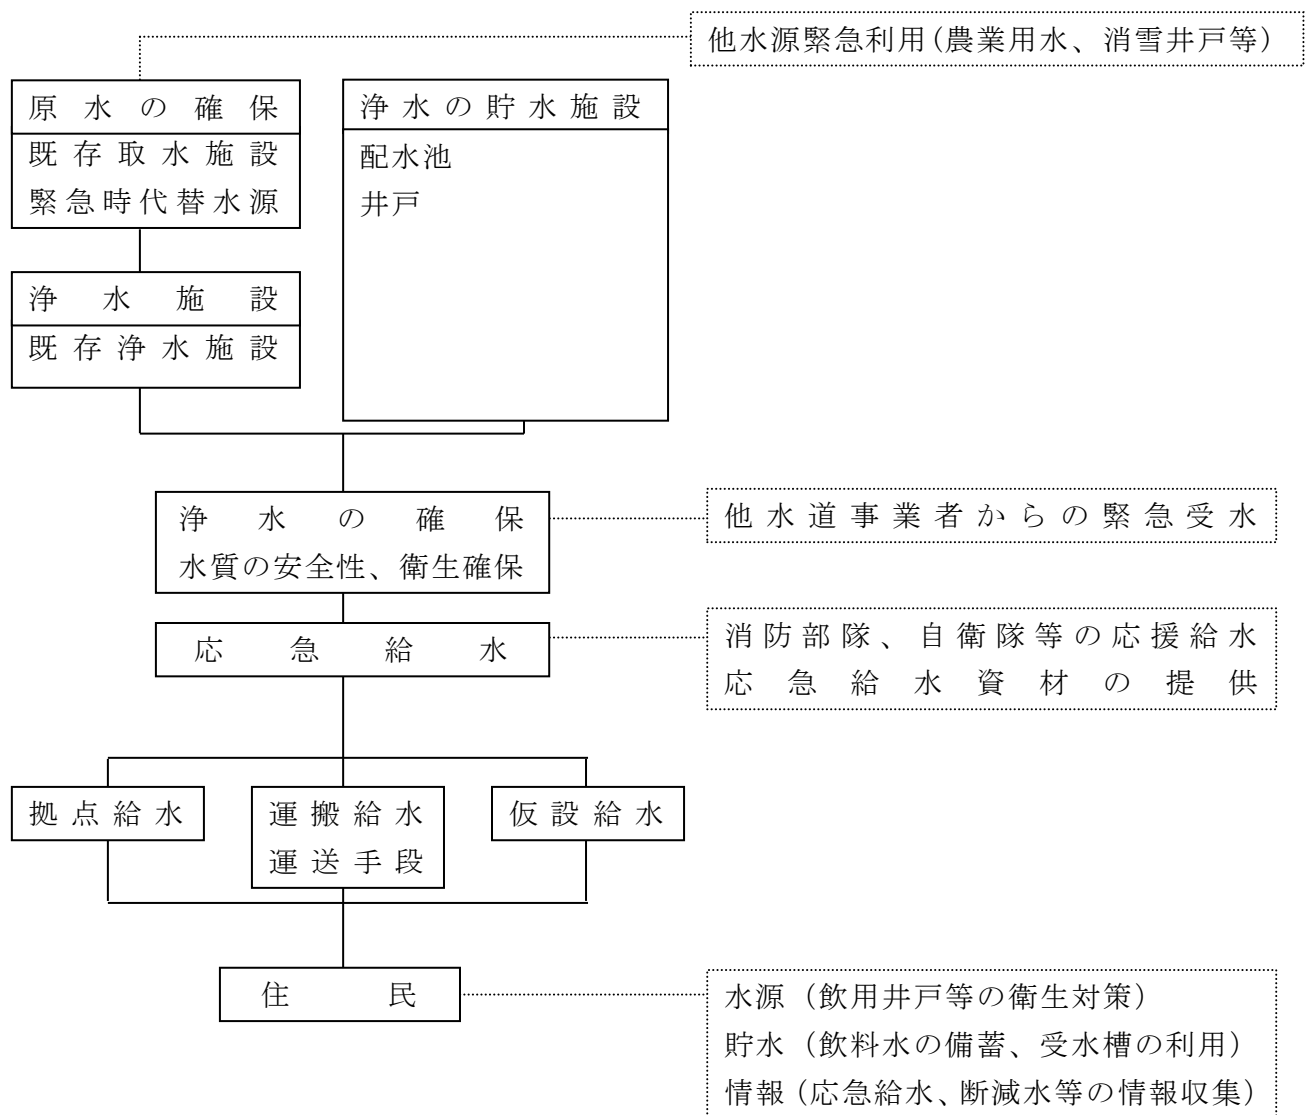 他水源緊急利用(農業用水、消雪井戸等)
原水の確保
既存取水施設
緊急時代替水源
浄水の貯水施設
配水池
井戸
浄水施設
既存浄水施設
浄水の確保
水質の安全性、衛生確保
他水道事業者からの緊急受水
応急給水
消防部隊、自衛隊等の応援給水
応急給水資材の提供
拠点給水
運搬給水
運送手段
仮設給水
住民
水源（飲用井戸等の衛生対策）
貯水（飲料水の備蓄、受水槽の利用）
情報（応急給水、断減水等の情報収集）